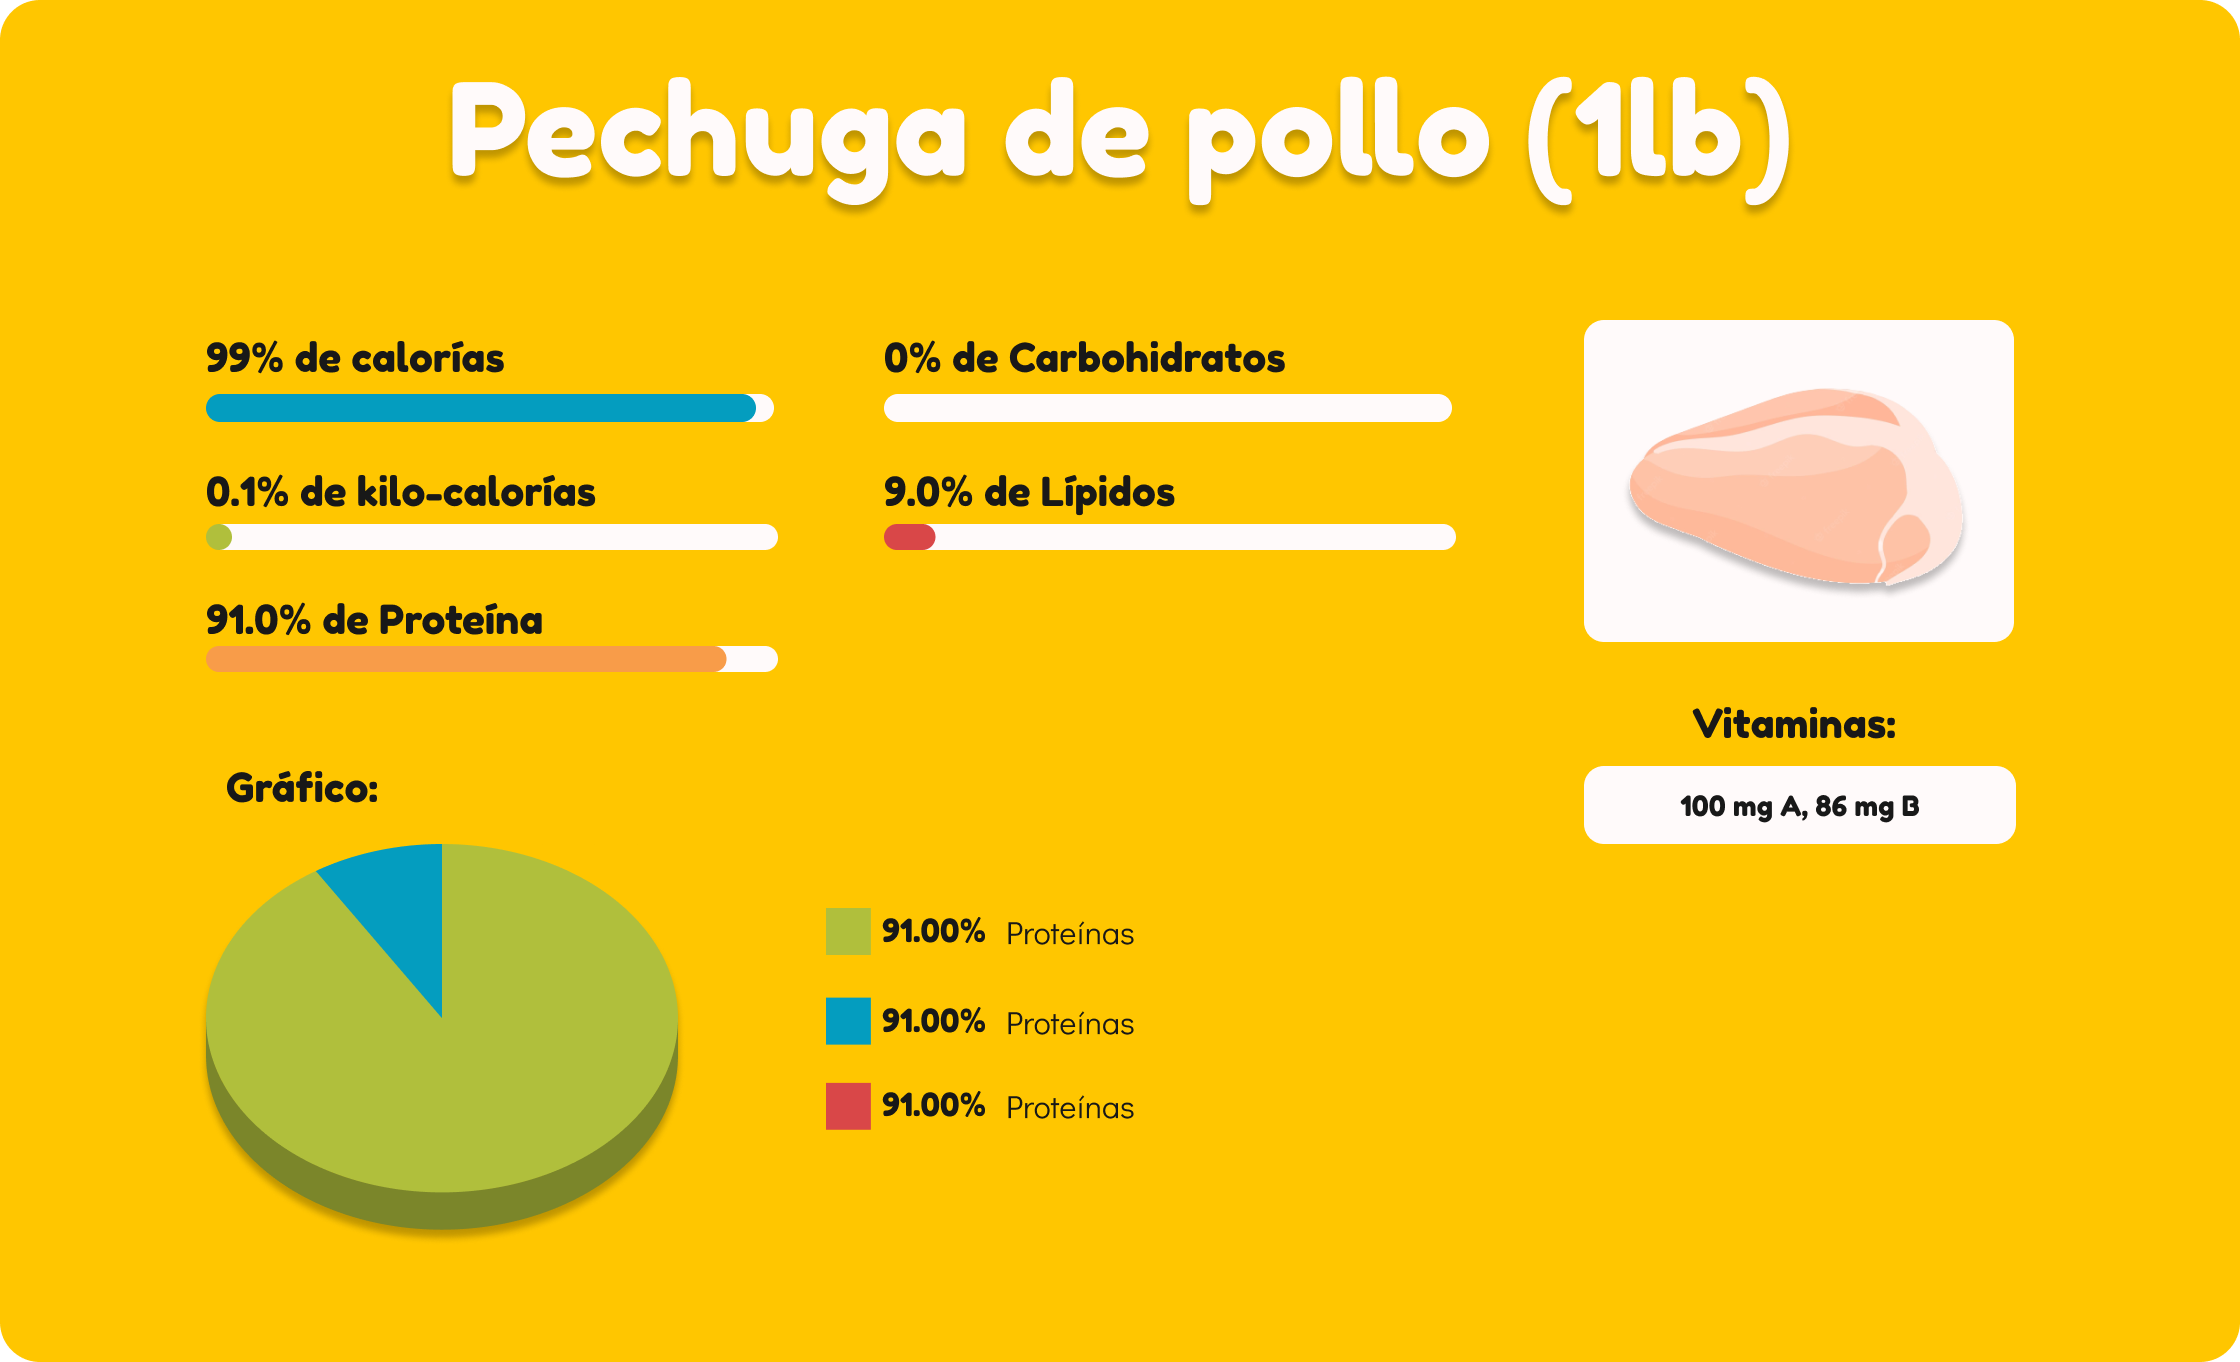 Pechuga de pollo (1lb)
99% de calorías
0% de Carbohidratos
0.1% de kilo-calorías
9.0% de Lípidos
91.0% de Proteína
Vitaminas:
100 mg A, 86 mg B
Gráfico:
91.00% Proteínas
91.00% Proteínas
91.00% Proteínas